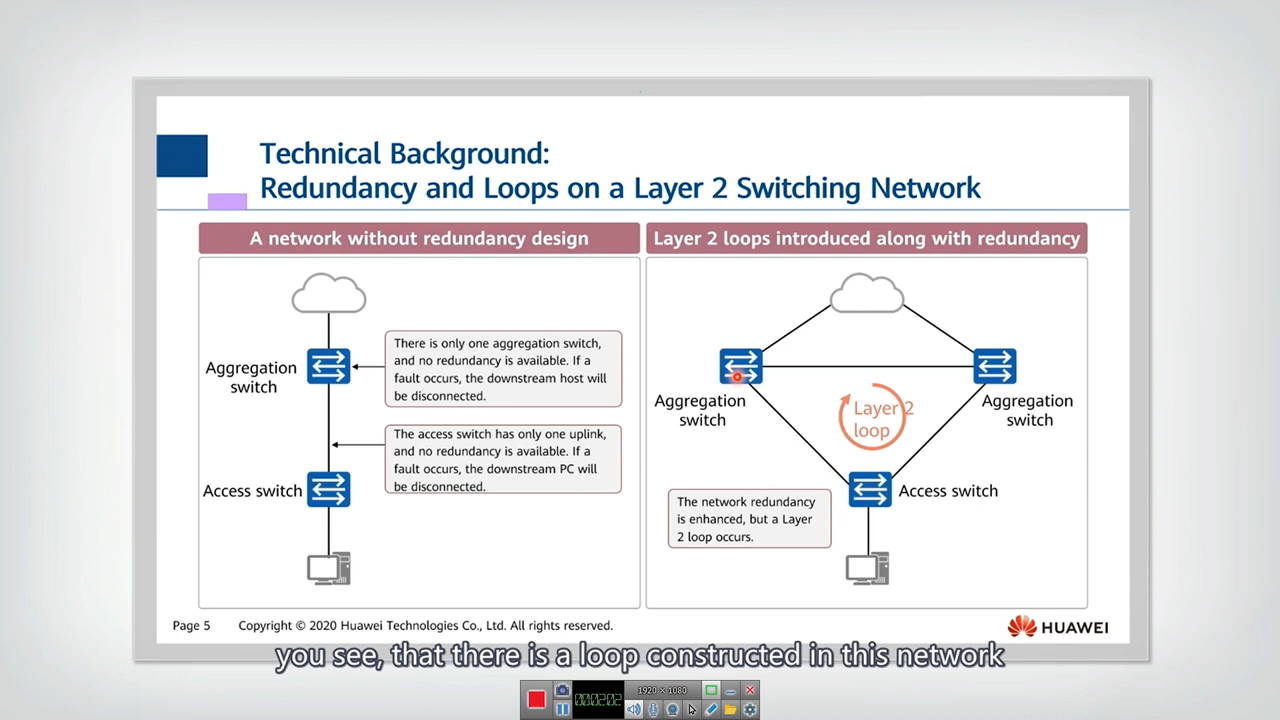 Technical Background:
Redundancy and Loops on a Layer 2 Switching Network
A network without redundancy design
Aggregation
switch
There is only one aggregation switch,
and no redundancy is available. If a
fault occurs, the downstream host will
be disconnected.
The access switch has only one uplink,
and no redundancy is available. If a
fault occurs, the downstream PC will
be disconnected.
Access switch
Layer 2 loops introduced along with redundancy
Aggregation
switch
Layer 2
loop
Aggregation
switch
Access switch
The network redundancy
is enhanced, but a Layer
2 loop occurs.
Page 5
Copyright © 2020 Huawei Technologies Co., Ltd. All rights reserved.
HUAWEI
you see, that there is a loop constructed in this network
000202
1920 × 1080